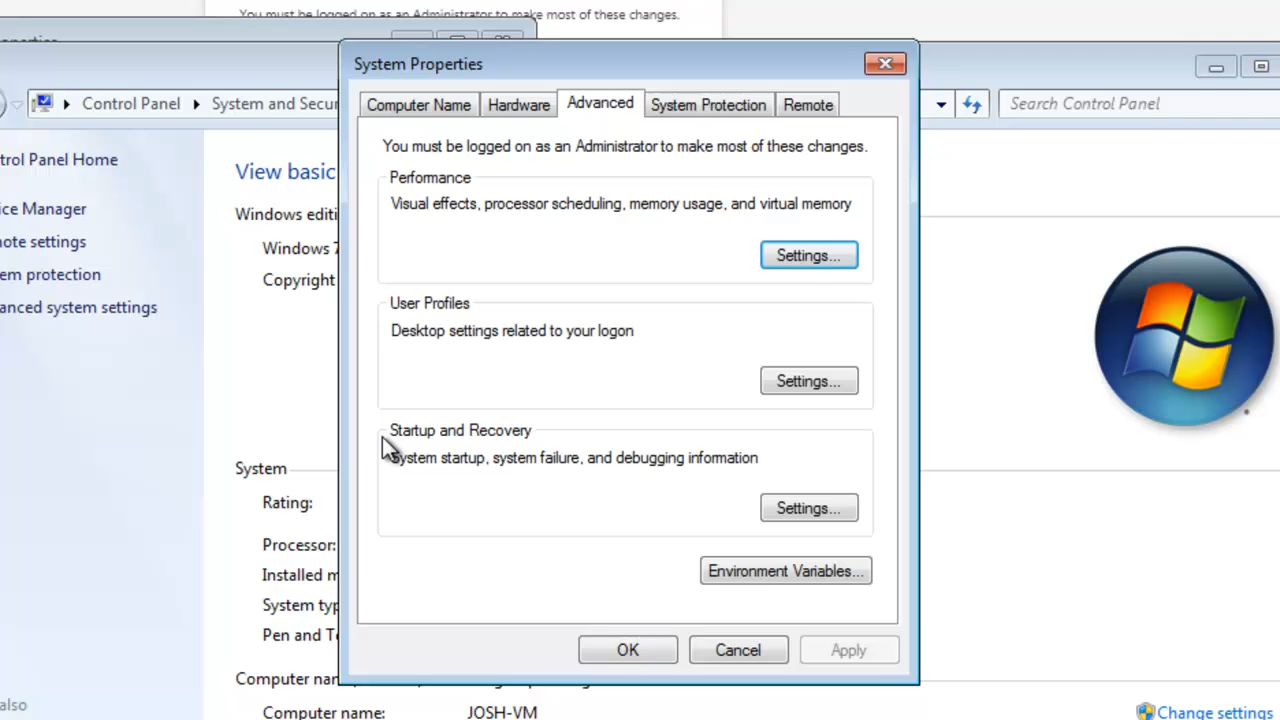 You must be logged on as an Administrator to make most of these changes.
System Properties
Control Panel
System and Secur
Search Control Panel
Computer Name
Hardware
Advanced
System Protection
Remote
You must be logged on as an Administrator to make most of these changes.
Performance
Visual effects, processor scheduling, memory usage, and virtual memory
Settings...
User Profiles
Desktop settings related to your logon
Settings...
Startup and Recovery
System startup, system failure, and debugging information
Settings...
Environment Variables...
OK
Cancel
Apply
trol Panel Home
ice Manager
note settings
em protection
anced system settings
also
View basic
Windows editi
Windows 7
Copyright
System
Rating:
Processor:
Installed m
System typ
Pen and T
Computer nam
Computer name:
JOSH-VM
Change settings